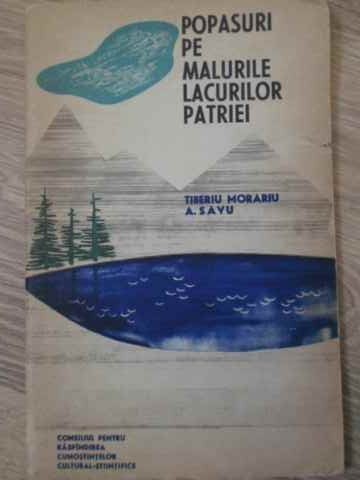 POPASURI
PE
MALURILE
LACURILOR
PATRIEI
TIBERIU MORARIU
A. SAVU
CONSILIUL PENTRU
RĂSPÎNDIREA
CUNOȘTINȚELOR
CULTURAL-ȘTIINȚIFICE